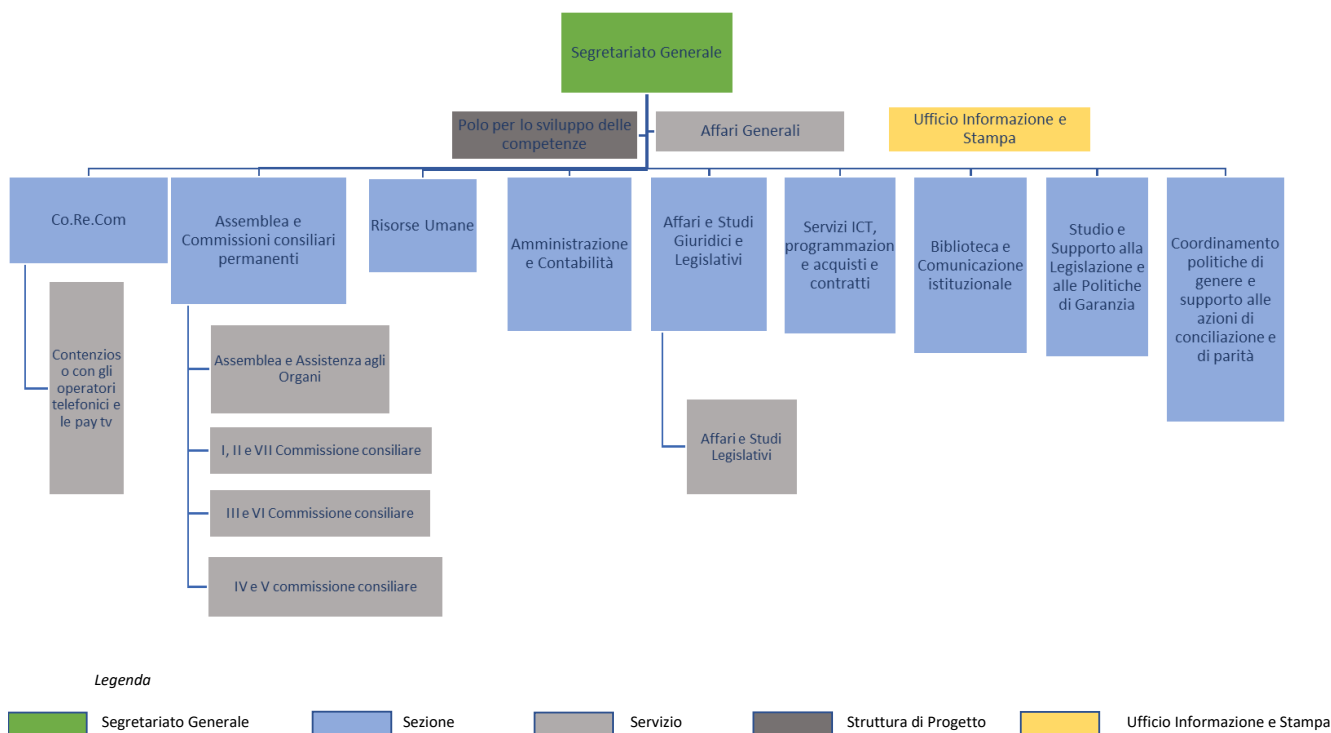 Segretariato Generale
Polo per lo sviluppo delle
competenze
Affari Generali
Ufficio Informazione e
Stampa
Co.Re.Com
Assemblea e
Commissioni consiliari
permanenti
Risorse Umane
Amministrazione
e Contabilità
Affari e Studi
Giuridici e
Legislativi
Servizi ICT,
programmazion
e acquisti e
contratti
Biblioteca e
Comunicazione
istituzionale
Studio e
Supporto alla
Legislazione e
alle Politiche
di Garanzia
Coordinamento
politiche di
genere e
supporto alle
azioni di
conciliazione e
di parità
Contenzios
o con gli
operatori
telefonici e
le pay tv
Assemblea e Assistenza agli
Organi
I, II e VII Commissione consiliare
III e VI Commissione consiliare
IV e V commissione consiliare
Affari e Studi
Legislativi
Legenda
Segretariato Generale
Sezione
Servizio
Struttura di Progetto
Ufficio Informazione e Stampa